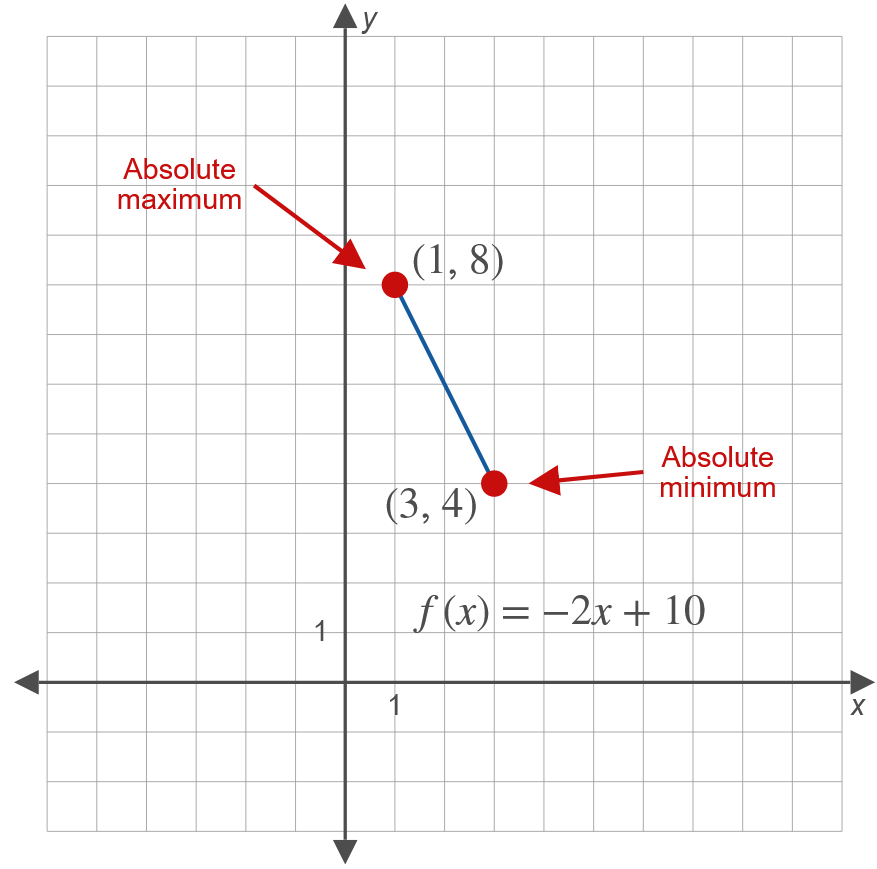 y
Absolute
maximum
(1, 8)
Absolute
minimum
(3, 4)
f(x) = −2x + 10
1
1
x